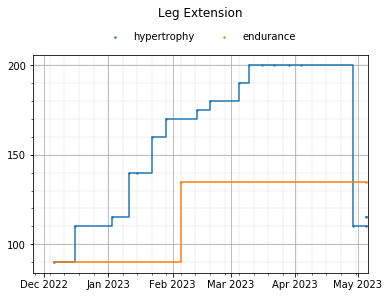 Leg Extension
hypertrophy endurance
200
150
100
Dec 2022 Jan 2023 Feb 2023 Mar 2023 Apr 2023 May 2023